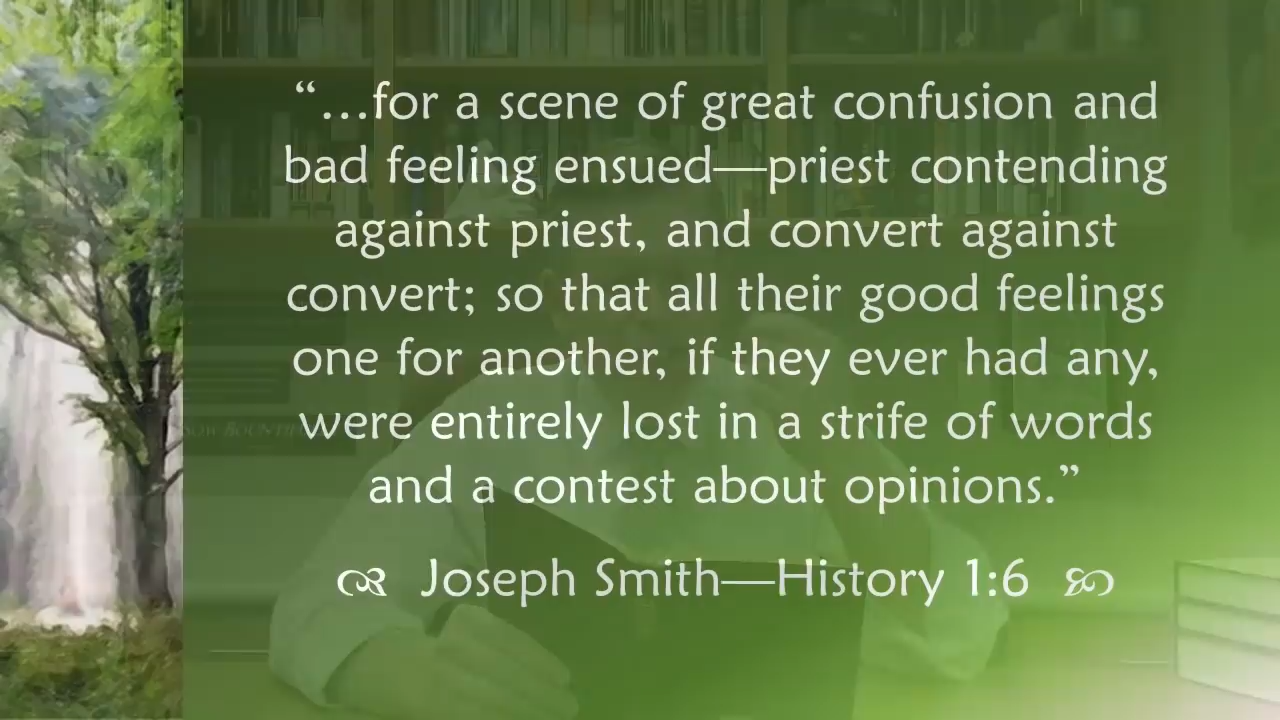 “…for a scene of great confusion and
bad feeling ensued—priest contending
against priest, and convert against
convert; so that all their good feelings
one for another, if they ever had any,
were entirely lost in a strife of words
and a contest about opinions.”
Joseph Smith—History 1:6